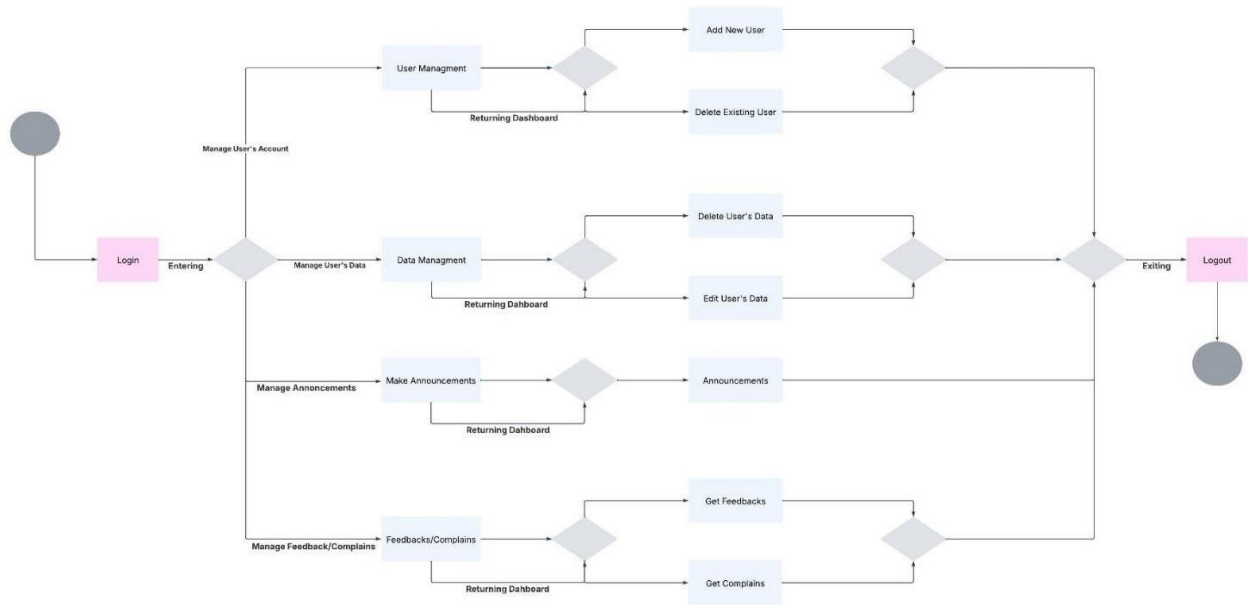 Add New User
User Managment
Returning Dashboard
Delete Existing User
Manage User's Account
Delete User's Data
Login
Entering
Manage User's Data
Data Managment
Exiting
Logout
Returning Dahboard
Edit User's Data
Manage Annoncements
Make Announcements
Announcements
Returning Dahboard
Get Feedbacks
Manage Feedback/Complains
Feedbacks/Complains
Returning Dahboard
Get Complains